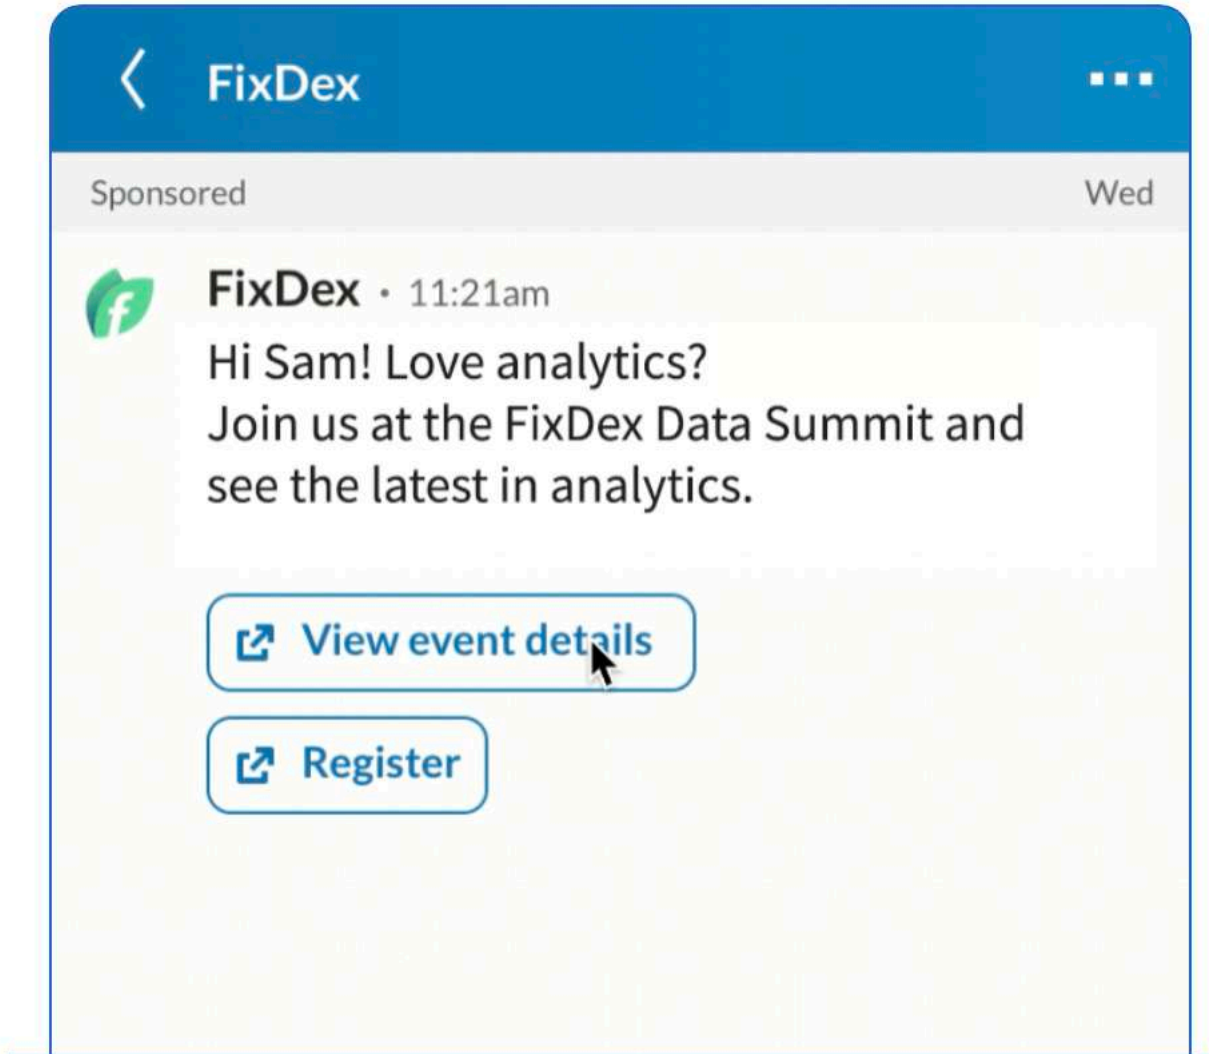 FixDex
Sponsored Wed
FixDex · 11:21am
Hi Sam! Love analytics?
Join us at the FixDex Data Summit and
see the latest in analytics.
View event details
Register